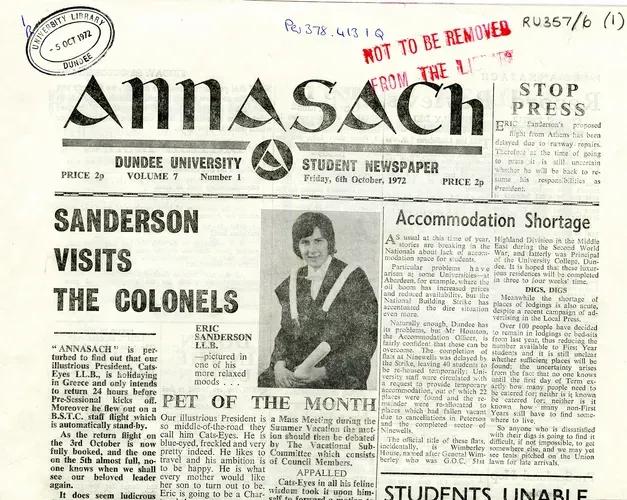 UNIVERSITY LIBRARY
- 5 OCT 1972
DUNDEE
Per 378.413 1 Q
RU357/6 (1)
NOT TO BE REMOVED
FROM THE
ANNASACh
DUNDEE UNIVERSITY STUDENT NEWSPAPER
PRICE 2p VOLUME 7 Number 1 Friday, 6th October, 1972 PRICE 2p
STOP
PRESS
ERIC Sanderson's proposed
flight from Athens has been
delayed due to runway repairs.
Therefore at the time of going
to press it is still uncertain
whether he will be back to re-
sume his responsibilities as
President.
SANDERSON
VISITS
THE COLONELS
ERIC
SANDERSON
LL.B.
—pictured in
one of his
more relaxed
moods.
"ANNASACH" is per-
turbed to find out that our
illustrious President, Cats-
Eyes LL.B., is holidaying
in Greece and only intends
to return 24 hours before
Pre-Sessional kicks off.
Moreover he flew out on a
B.S.T.C. staff flight which
is automatically stand-by.
As the return flight on
the 3rd October is now
fully booked, and the one
on the 5th almost full, no-
one knows when we shall
see our beloved leader
again.
It does seem ludicrous
PET OF THE MONTH
Our illustrious President is
so middle-of-the-road they
call him Cats-Eyes. He is
blue-eyed, freckled and very
pretty indeed. He likes to
travel and his ambition is to
be happy. He is what
every mother would like
her son to turn out to be.
Eric is going to be a Char-
a Mass Meeting during the
Summer Vacation the mot-
ion should then be debated
by The Vacational Sub-
Committee which consists
of Council Members.
APPALLED
Cats-Eyes in all his feline
wisdom took it upon him-
self to
Accommodation Shortage
AS usual at this time of year,
stories are breaking in the
Nationals about lack of accom-
modation space for students.
Particular problems have
arisen at some Universities—at
Aberdeen, for example, where the
oil boom has increased prices
and reduced availability, but the
National Building Strike has
accentuated the dire situation
even more.
Naturally enough, Dundee has
its problems, but Mr Houston,
the Accommodation Officer, is
fairly confident that those can be
overcome. The completion of
flats at Seymills was delayed by
the Strike, leaving 40 students to
be re-housed temporarily. Uni-
versity staff were circulated with
a request to provide temporary
accommodation, out of which 22
places were found and the re-
mainder were re-allocated to
places which had fallen vacant
due to cancellations in Peterson
and the completed sector of
Seymills.
The official title of these flats,
incidentally, is Wimberley
House, named after General Wim-
berley who was G.O.C. 51st
Highland Division in the Middle
East during the Second World
War, and latterly was Principal
of the University College, Dun-
dee. It is hoped that these luxur-
ious residences will be completed
in three to four weeks' time.
DIGS, DIGS
Meanwhile the shortage of
places of lodgings is also acute,
despite a recent campaign of ad-
vertising in the Local Press.
Over 100 people have decided
to remain in lodgings or bed-sits
from last year, thus reducing the
number available to First Year
students and it is still unclear
whether sufficient places will be
found: the uncertainty arises
from the fact that no one knows
until the first day of Term ex-
actly how many people need to
be catered for; neither is it known
how many non-First
Years still have to find some-
where to live.
So anyone who is dissatisfied
with their digs is going to find it
difficult, if not impossible, to get
somewhere else, and we may yet
see tents pitched on the Union
lawn for late arrivals.
STUDENTS UNABLE